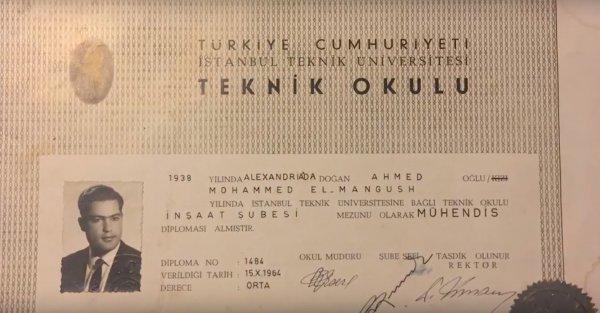 TÜRKİYE CUMHURİYETİ
İSTANBUL TEKNİK ÜNİVERSİTESİ
TEKNİK OKULU
1938 YILINDA ALEXANDRIADA DOĞAN AHMED OĞLU/KIZI
MOHAMMED EL-MANGUSH
YILINDA İSTANBUL TEKNİK ÜNİVERSİTESİNE BAĞLI TEKNİK OKULU
İNŞAAT ŞUBESİ MEZUNU OLARAK MÜHENDİS
DİPLOMASI ALMIŞTIR.
DİPLOMA NO : 1484 OKUL MÜDÜRÜ ŞUBE ŞEFİ TASDİK OLUNUR
VERİLDİĞİ TARİH : 15.X.1964 REKTÖR
DERECE : ORTA